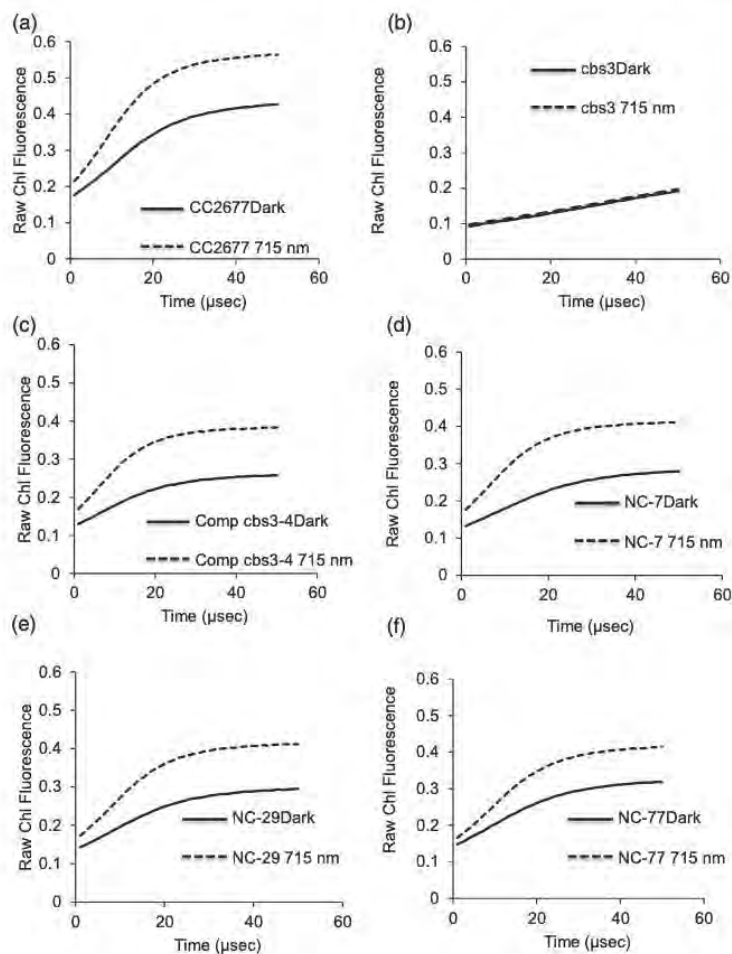 (a)
Raw Chl Fluorescence
0.6
0.5
0.4
0.3
0.2
0.1
0
CC2677Dark
CC2677 715 nm
0
20
40
60
Time (μsec)
(b)
Raw Chl Fluorescence
0.6
0.5
0.4
0.3
0.2
0.1
0
cbs3Dark
cbs3 715 nm
0
20
40
60
Time (μsec)
(c)
Raw Chl Fluorescence
0.6
0.5
0.4
0.3
0.2
0.1
0
Comp cbs3-4Dark
Comp cbs3-4 715 nm
0
20
40
60
Time (μsec)
(d)
Raw Chl Fluorescence
0.6
0.5
0.4
0.3
0.2
0.1
0
NC-7Dark
NC-7 715 nm
0
20
40
60
Time (μsec)
(e)
Raw Chl Fluorescence
0.6
0.5
0.4
0.3
0.2
0.1
0
NC-29Dark
NC-29 715 nm
0
20
40
60
Time (μsec)
(f)
Raw Chl Fluorescence
0.6
0.5
0.4
0.3
0.2
0.1
0
NC-77Dark
NC-77 715 nm
0
20
40
60
Time (μsec)